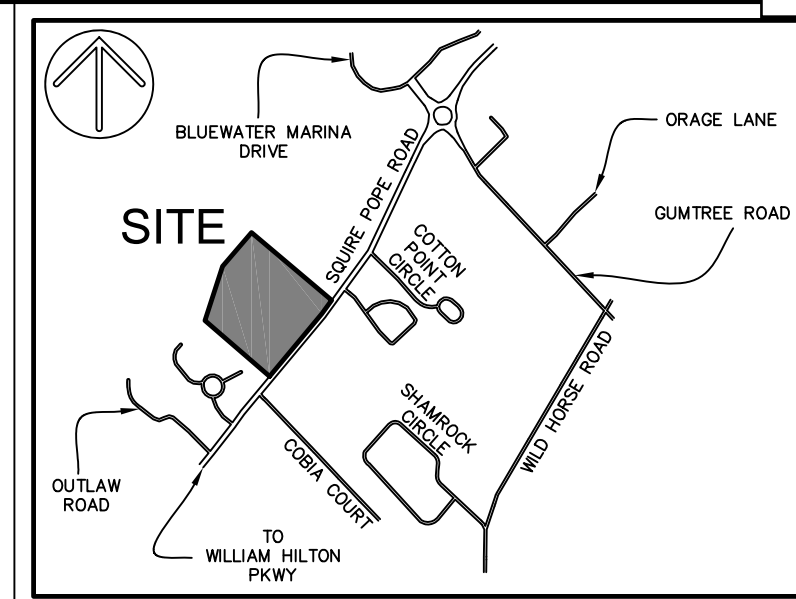 BLUEWATER MARINA
DRIVE
ORAGE LANE
GUMTREE ROAD
SITE
SQUIRE POPE ROAD
COTTON
POINT
CIRCLE
WILD HORSE ROAD
SHAMROCK
CIRCLE
COBIA COURT
OUTLAW
ROAD
TO
WILLIAM HILTON
PKWY